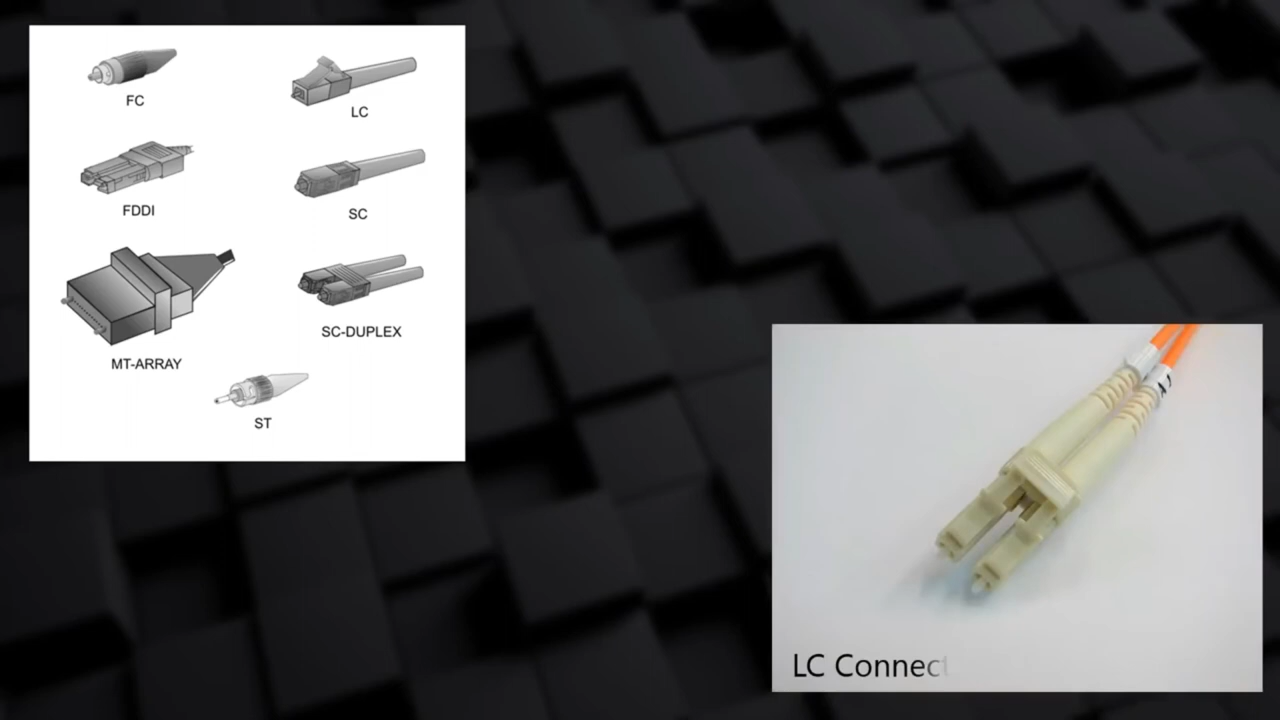 FC
LC
FDDI
SC
MT-ARRAY
SC-DUPLEX
ST
LC Connect